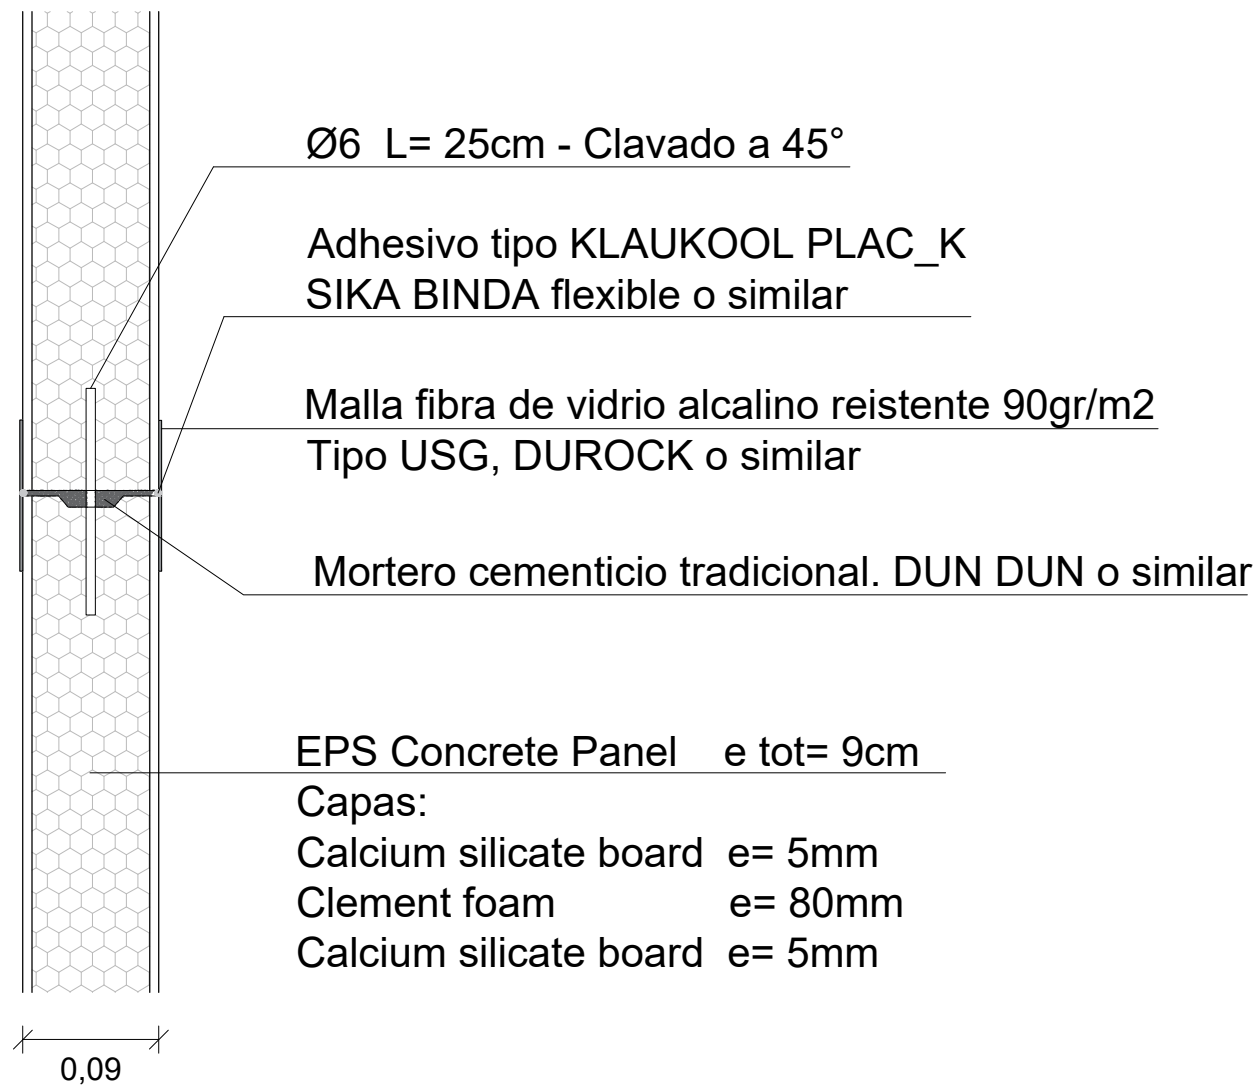 Ø6 L= 25cm - Clavado a 45°
Adhesivo tipo KLAUKOOL PLAC_K
SIKA BINDA flexible o similar
Malla fibra de vidrio alcalino reistente 90gr/m2
Tipo USG, DUROCK o similar
Mortero cementicio tradicional. DUN DUN o similar
EPS Concrete Panel e tot= 9cm
Capas:
Calcium silicate board e= 5mm
Clement foam e= 80mm
Calcium silicate board e= 5mm
0,09